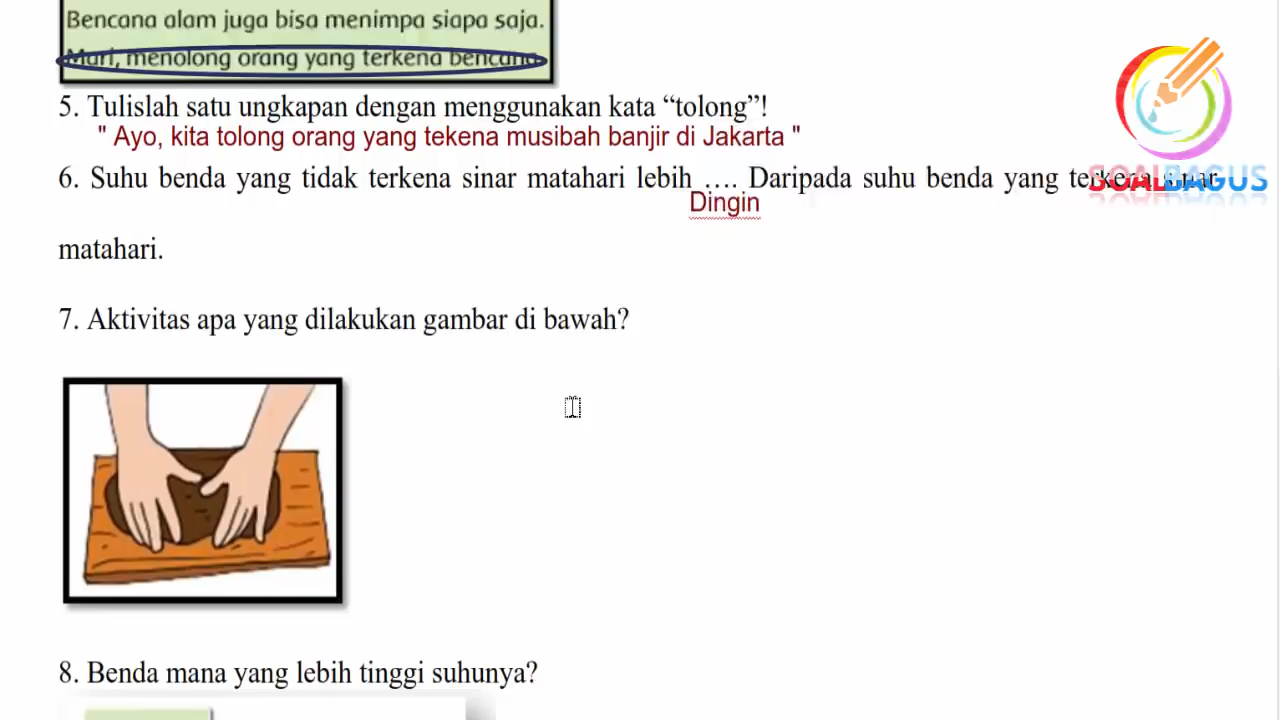 Bencana alam juga bisa menimpa siapa saja.
Mari, menolong orang yang terkena bencana.
5. Tulislah satu ungkapan dengan menggunakan kata “tolong”!
" Ayo, kita tolong orang yang tekena musibah banjir di Jakarta "
6. Suhu benda yang tidak terkena sinar matahari lebih …. Daripada suhu benda yang terkena sinar
Dingin
matahari.
7. Aktivitas apa yang dilakukan gambar di bawah?
8. Benda mana yang lebih tinggi suhunya?
SOALBAGUS